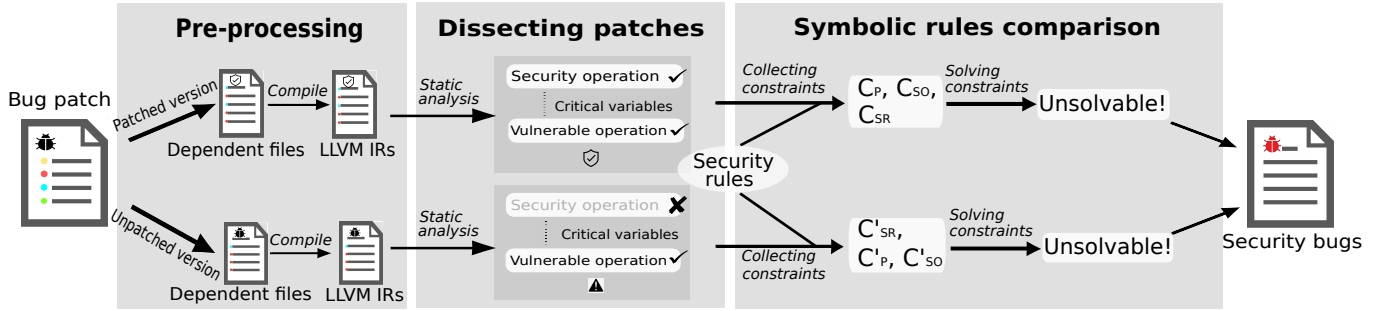 Pre-processing
Dissecting patches
Symbolic rules comparison
Bug patch
Patched version
Compile
Dependent files
LLVM IRs
Static
analysis
Security operation
Critical variables
Vulnerable operation
Collecting
constraints
CP, CSO,
CSR
Solving
constraints
Unsolvable!
Security
rules
Unpatched version
Compile
Dependent files
LLVM IRs
Static
analysis
Security operation
Critical variables
Vulnerable operation
Collecting
constraints
C'SR,
C'P, C'SO
Solving
constraints
Unsolvable!
Security bugs